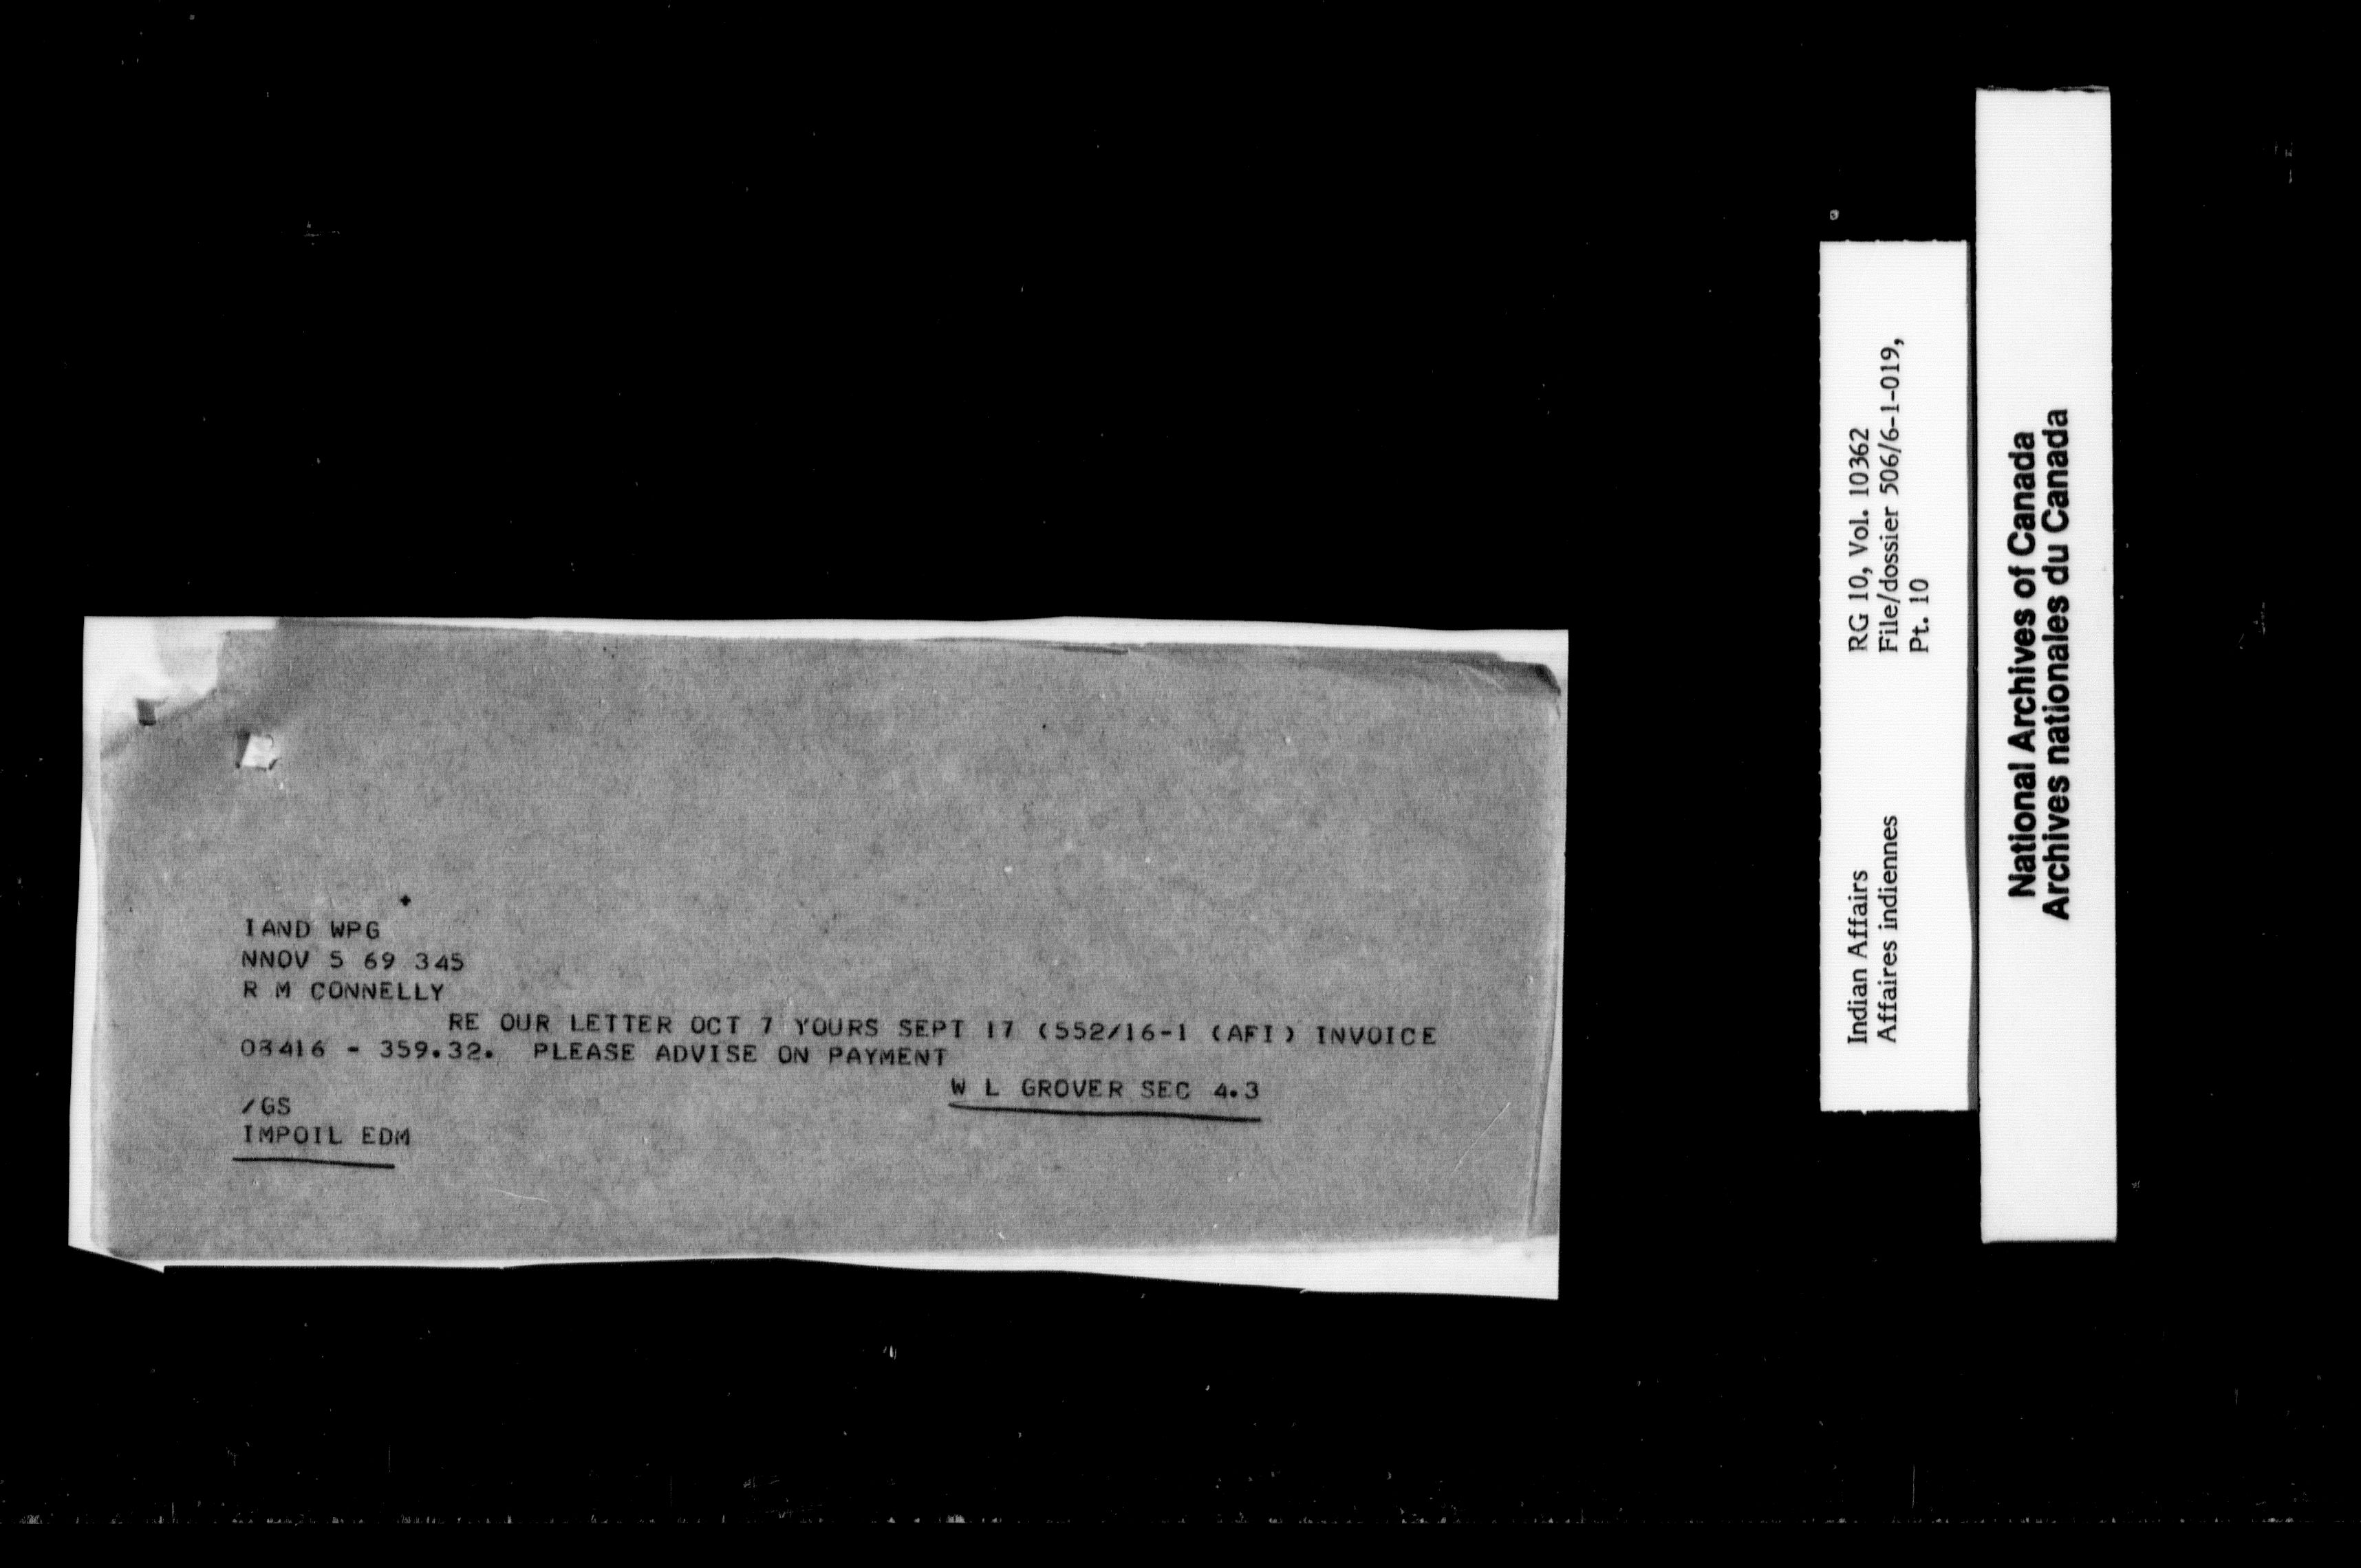 IAND WPG
NNOV 5 69 345
R M CONNELLY
RE OUR LETTER OCT 7 YOURS SEPT 17 (552/16-1 (AFI) INVOICE
08416 - 359.32. PLEASE ADVISE ON PAYMENT
W L GROVER SEC 4.3
/GS
IMPOIL EDM
Indian Affairs
Affaires indiennes
RG 10, Vol. 10362
File/dossier 506/6-1-019,
Pt. 10
National Archives of Canada
Archives nationales du Canada